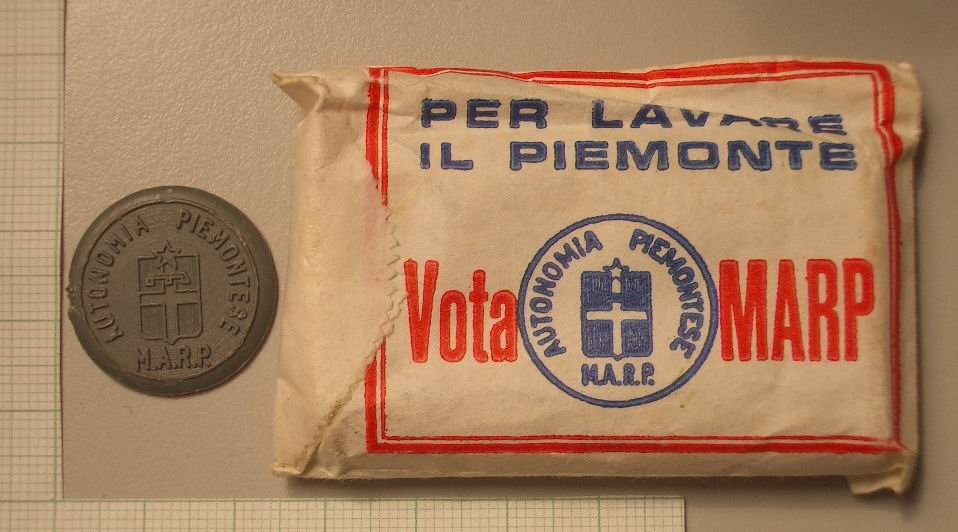 AUTONOMIA PIEMONTESE
M.A.R.P.
PER LAVARE
IL PIEMONTE
Vota MARP
AUTONOMIA PIEMONTESE
M.A.R.P.